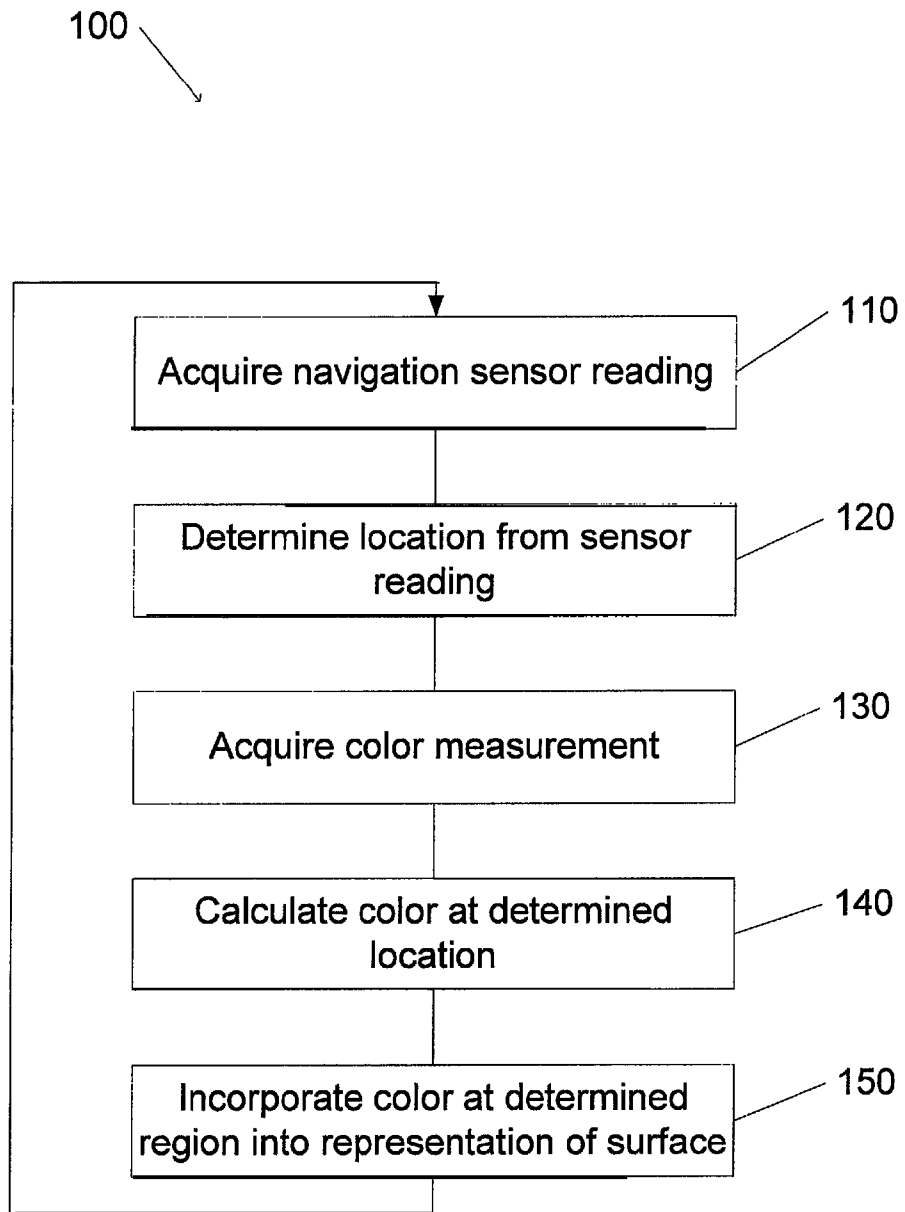 100
Acquire navigation sensor reading
110
Determine location from sensor
reading
120
Acquire color measurement
130
Calculate color at determined
location
140
Incorporate color at determined
region into representation of surface
150